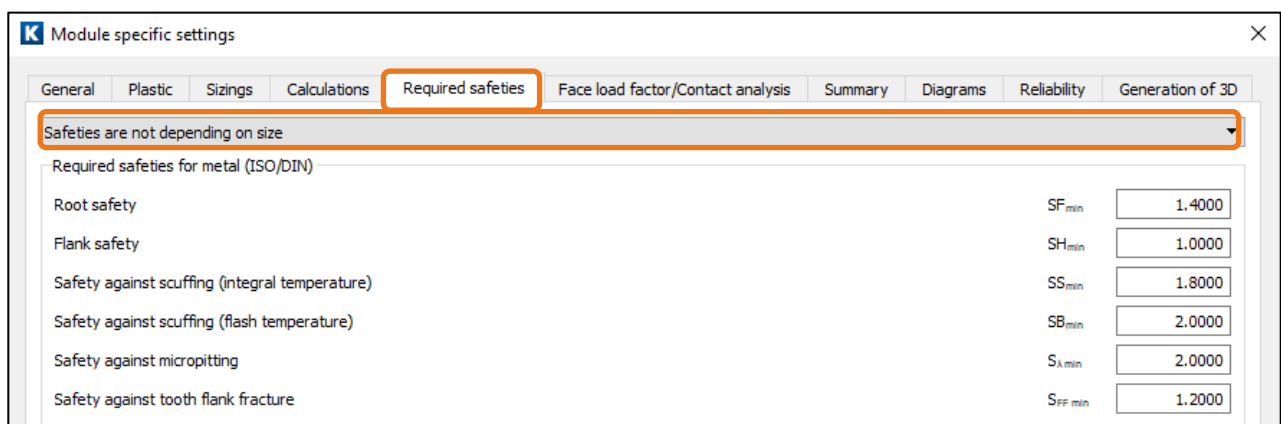 K Module specific settings
General Plastic Sizings Calculations Required safeties Face load factor/Contact analysis Summary Diagrams Reliability Generation of 3D
Safeties are not depending on size
Required safeties for metal (ISO/DIN)
Root safety SFmin 1.4000
Flank safety SHmin 1.0000
Safety against scuffing (integral temperature) SSmin 1.8000
Safety against scuffing (flash temperature) SBmin 2.0000
Safety against micropitting Sλ min 2.0000
Safety against tooth flank fracture SFF min 1.2000